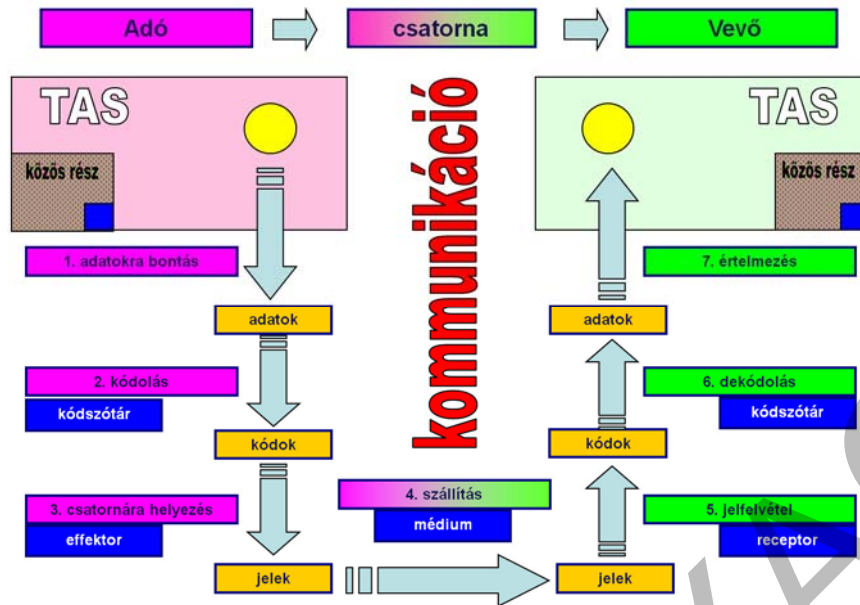 Adó
csatorna
Vevő
TAS
TAS
közös rész
közös rész
kommunikáció
1. adatokra bontás
7. értelmezés
adatok
adatok
2. kódolás
6. dekódolás
kódszótár
kódszótár
kódok
kódok
3. csatornára helyezés
4. szállítás
5. jelfelvétel
effektor
médium
receptor
jelek
jelek